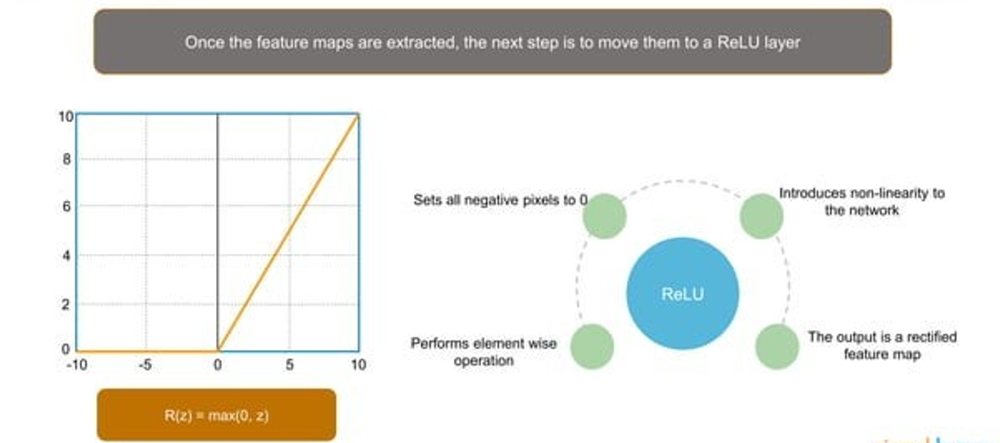 Once the feature maps are extracted, the next step is to move them to a ReLU layer
10
8
6
4
2
0
-10 -5 0 5 10
R(z) = max(0, z)
Sets all negative pixels to 0
Introduces non-linearity to
the network
ReLU
Performs element wise
operation
The output is a rectified
feature map